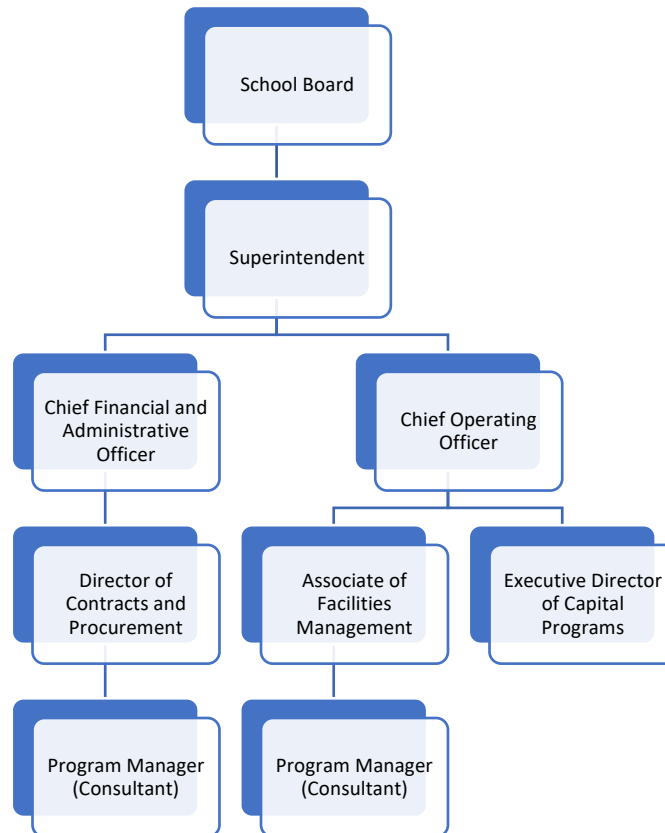 School Board
Superintendent
Chief Financial and
Administrative
Officer
Chief Operating
Officer
Director of
Contracts and
Procurement
Associate of
Facilities
Management
Executive Director
of Capital
Programs
Program Manager
(Consultant)
Program Manager
(Consultant)